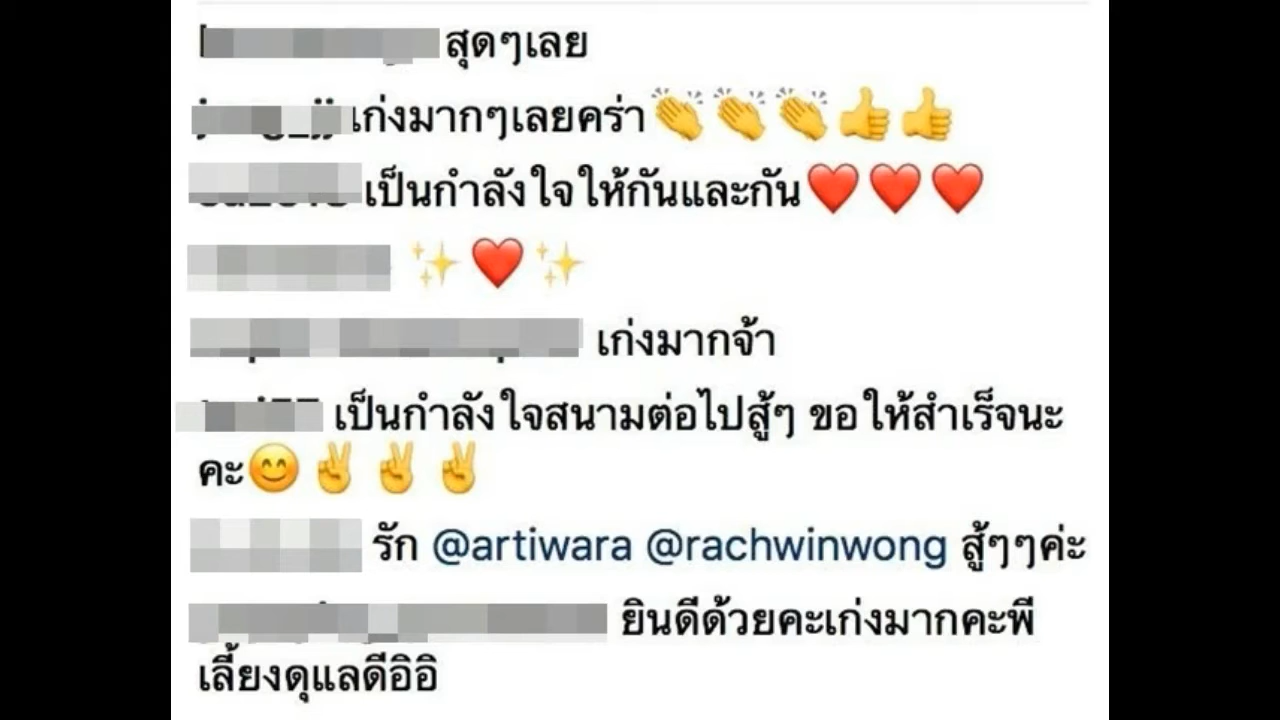 สุดๆเลย
เก่งมากๆเลยคร่า👏👏👏👍👍
เป็นกำลังใจให้กันและกัน❤️❤️❤️
✨❤️✨
เก่งมากจ้า
เป็นกำลังใจสนามต่อไปสู้ๆ ขอให้สำเร็จนะ
คะ😊✌️✌️✌️
รัก @artiwara @rachwinwong สู้ๆๆค่ะ
ยินดีด้วยคะเก่งมากคะพี
เลี้ยงดุแลดีอิอิ